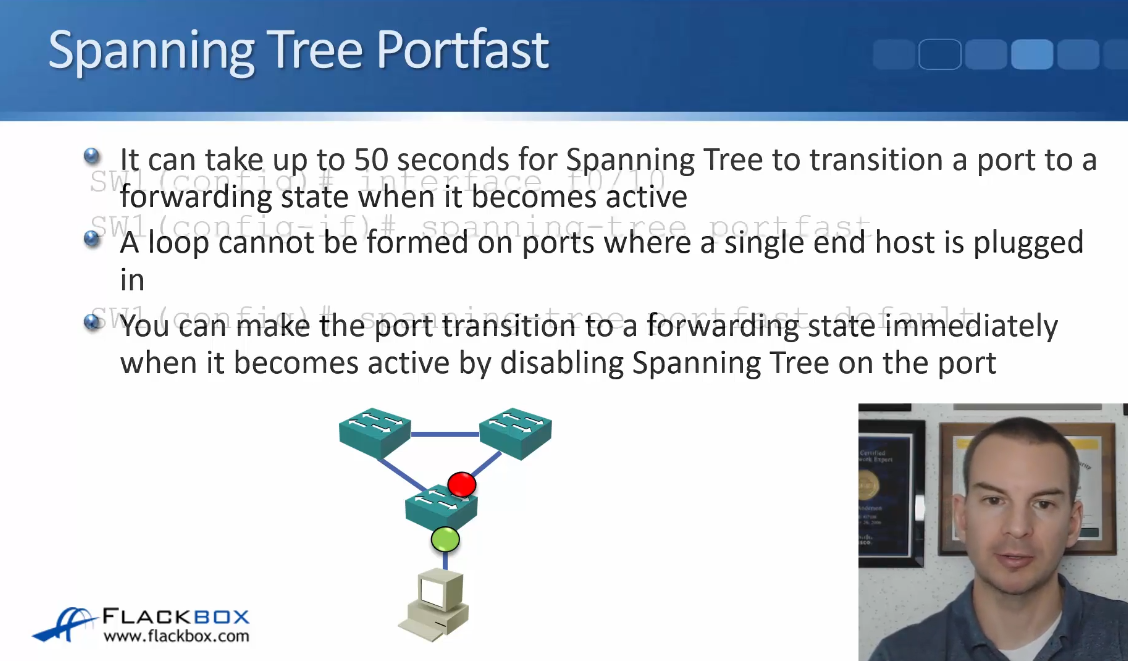 Spanning Tree Portfast
It can take up to 50 seconds for Spanning Tree to transition a port to a
SW1(config)# interface f0/10
forwarding state when it becomes active
SW1(config-if)# spanning-tree portfast
A loop cannot be formed on ports where a single end host is plugged
in
SW1(config)# spanning-tree portfast default
You can make the port transition to a forwarding state immediately
when it becomes active by disabling Spanning Tree on the port
FLACKBOX
www.flackbox.com